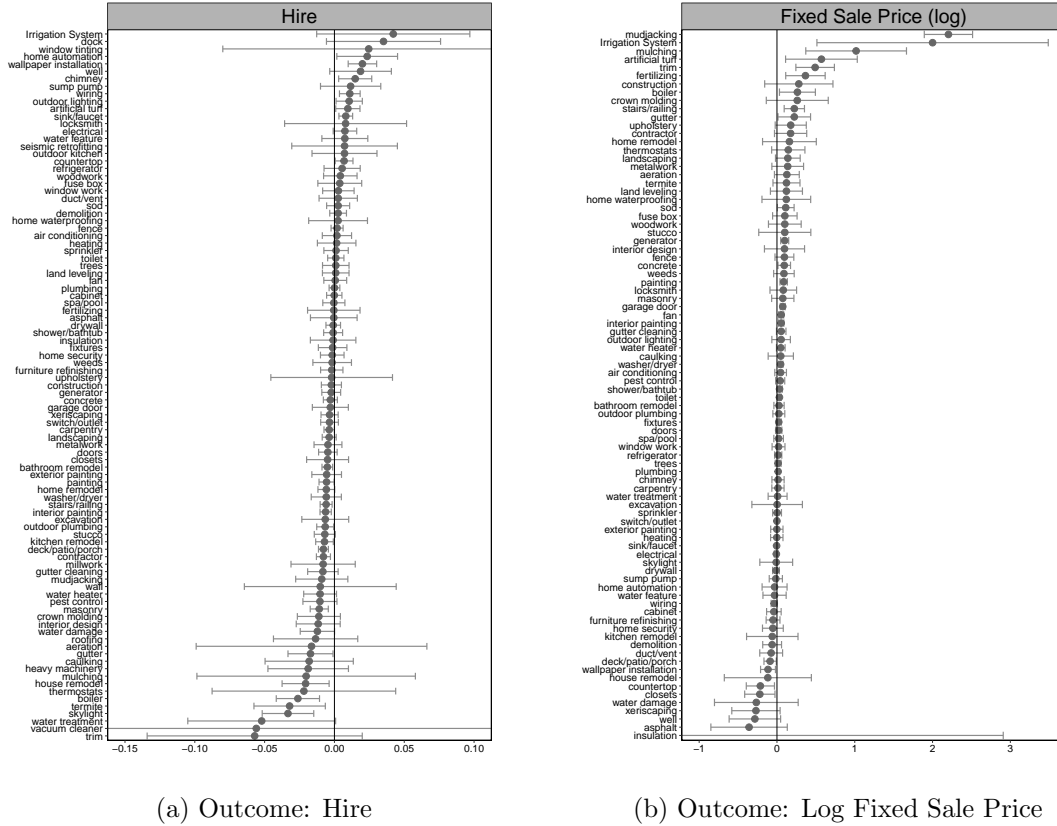 Hire
Irrigation System
dock
window tinting
home automation
wallpaper installation
well
chimney
sump pump
wiring
outdoor lighting
artificial tuff
sink/faucet
locksmith
electrical
water feature
seismic retrofitting
outdoor kitchen
countertop
refrigerator
woodwork
fuse box
window work
duct/vent
sod
demolition
home waterproofing
fence
air conditioning
heating
sprinkler
toilet
trees
land leveling
fan
plumbing
cabinet
spa/pool
fertilizing
asphalt
drywall
shower/bathtub
insulation
fixtures
home security
weeds
furniture refinishing
upholstery
construction
generator
concrete
garage door
xeriscaping
switch/outlet
carpentry
landscaping
metalwork
doors
closets
bathroom remodel
exterior painting
painting
home remodel
washer/dryer
stairs/railing
interior painting
excavation
outdoor plumbing
stucco
kitchen remodel
deck/patio/porch
contractor
millwork
gutter cleaning
mudjacking
wall
water heater
pest control
masonry
crown molding
interior design
water damage
roofing
aeration
gutter
caulking
heavy machinery
mulching
house remodel
thermostats
boiler
termite
skylight
water treatment
vacuum cleaner
trim
−0.15 −0.10 −0.05 0.00 0.05 0.10
(a) Outcome: Hire
Fixed Sale Price (log)
mudjacking
Irrigation System
mulching
artificial tuff
trim
fertilizing
construction
boiler
crown molding
stairs/railing
gutter
upholstery
contractor
home remodel
thermostats
landscaping
metalwork
aeration
termite
land leveling
home waterproofing
sod
fuse box
woodwork
stucco
generator
interior design
fence
concrete
weeds
painting
locksmith
masonry
garage door
fan
interior painting
gutter cleaning
outdoor lighting
water heater
caulking
washer/dryer
air conditioning
pest control
shower/bathtub
toilet
bathroom remodel
outdoor plumbing
fixtures
doors
spa/pool
window work
refrigerator
trees
plumbing
chimney
carpentry
water treatment
excavation
sprinkler
switch/outlet
exterior painting
heating
sink/faucet
electrical
skylight
drywall
sump pump
home automation
water feature
wiring
cabinet
furniture refinishing
home security
kitchen remodel
demolition
duct/vent
deck/patio/porch
wallpaper installation
house remodel
countertop
closets
water damage
xeriscaping
well
asphalt
insulation
−1 0 1 2 3
(b) Outcome: Log Fixed Sale Price